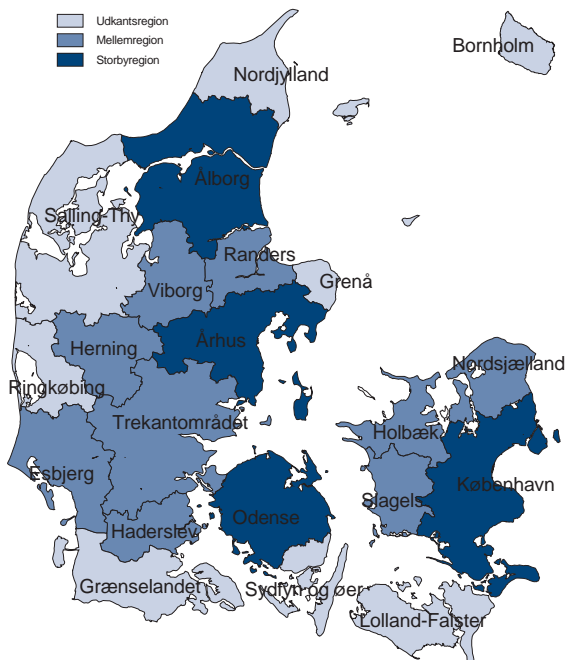 Udkantsregion
Mellemregion
Storbyregion
Bornholm
Nordjylland
Ålborg
Salling-Thy
Randers
Grenå
Viborg
Århus
Herning
Nordsjælland
Ringkøbing
Trekantområdet
Holbæk
Esbjerg
Slagels
København
Odense
Haderslev
Grænselandet
Sydfyn og øer
Lolland-Falster